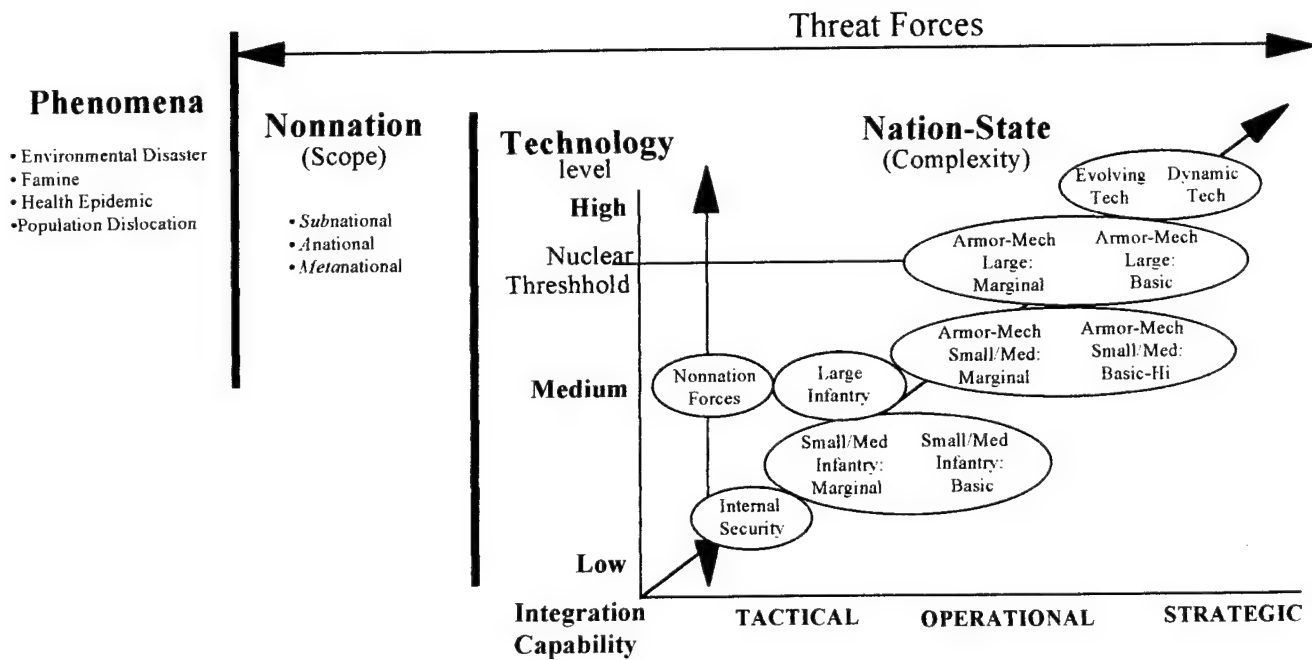 Threat Forces
Phenomena
• Environmental Disaster
• Famine
• Health Epidemic
•Population Dislocation
Nonnation
(Scope)
• Subnational
• Anational
• Metanational
Technology
level
Nation-State
(Complexity)
High
Nuclear
Threshhold
Medium
Low
Evolving
Tech
Dynamic
Tech
Armor-Mech
Large:
Marginal
Armor-Mech
Large:
Basic
Armor-Mech
Small/Med:
Marginal
Armor-Mech
Small/Med:
Basic-Hi
Nonnation
Forces
Large
Infantry
Small/Med
Infantry:
Marginal
Small/Med
Infantry:
Basic
Internal
Security
Integration
Capability
TACTICAL
OPERATIONAL
STRATEGIC